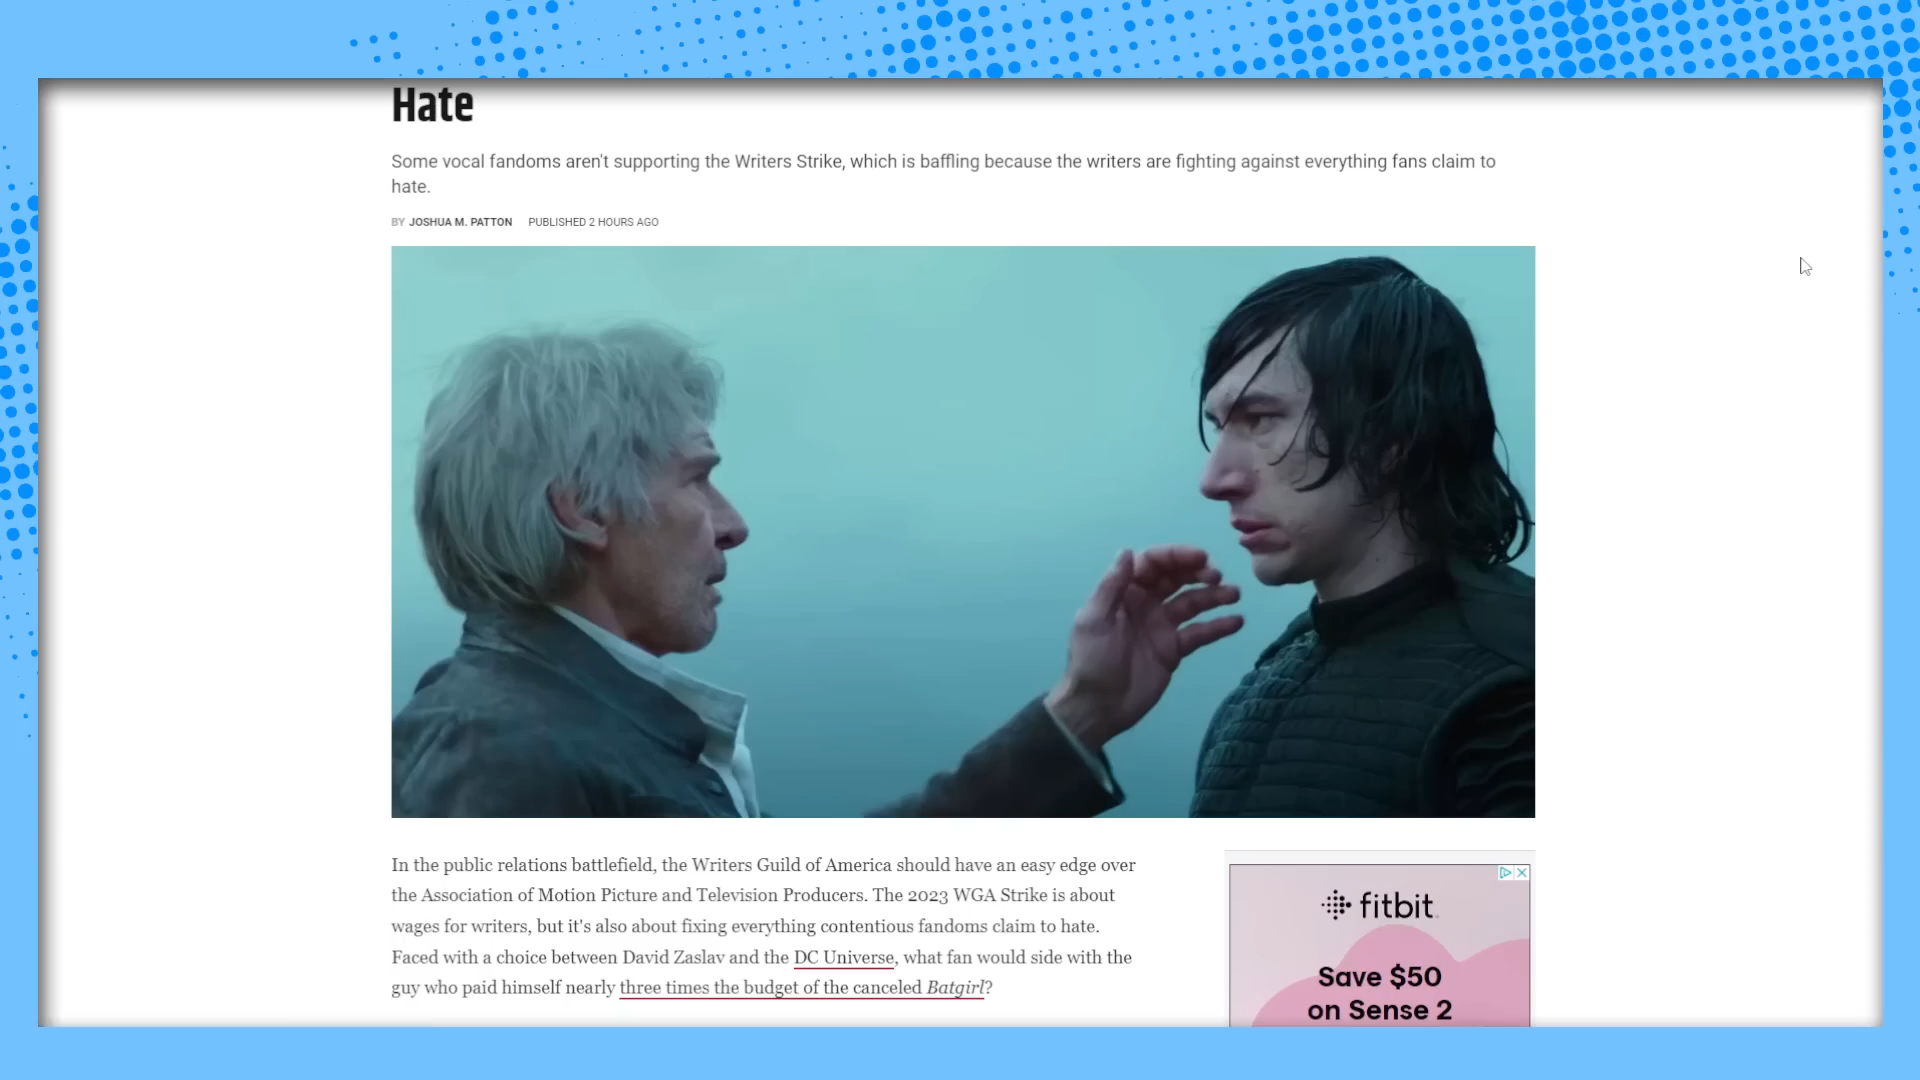 Hate
Some vocal fandoms aren't supporting the Writers Strike, which is baffling because the writers are fighting against everything fans claim to
hate.
BY JOSHUA M. PATTON PUBLISHED 2 HOURS AGO
In the public relations battlefield, the Writers Guild of America should have an easy edge over
the Association of Motion Picture and Television Producers. The 2023 WGA Strike is about
wages for writers, but it's also about fixing everything contentious fandoms claim to hate.
Faced with a choice between David Zaslav and the DC Universe, what fan would side with the
guy who paid himself nearly three times the budget of the canceled Batgirl?
fitbit
Save $50
on Sense 2